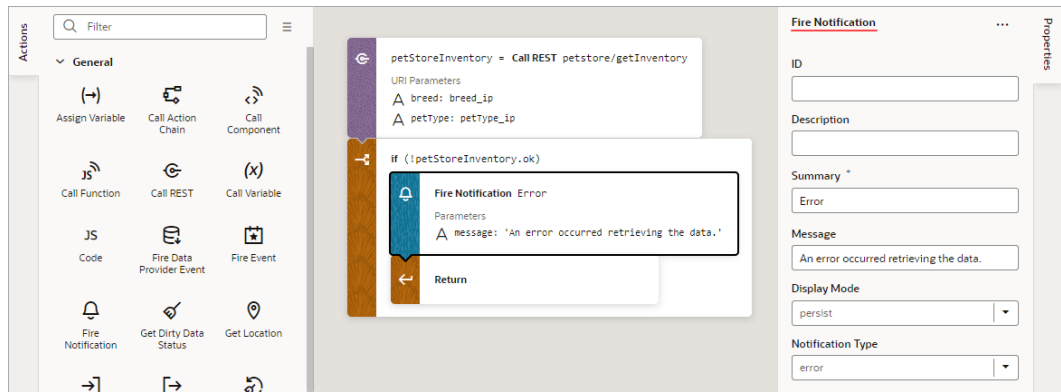 Actions
Filter
General
(→)
Assign Variable
Call Action
Chain
Call
Component
JS
Call Function
Call REST
(x)
Call Variable
JS
Code
Fire Data
Provider Event
Fire Event
Fire
Notification
Get Dirty Data
Status
Get Location
petStoreInventory = Call REST petstore/getInventory
URI Parameters
A breed: breed_ip
A petType: petType_ip
if (!petStoreInventory.ok)
Fire Notification Error
Parameters
A message: 'An error occurred retrieving the data.'
Return
Fire Notification
...
Properties
ID
Description
Summary *
Error
Message
An error occurred retrieving the data.
Display Mode
persist
Notification Type
error